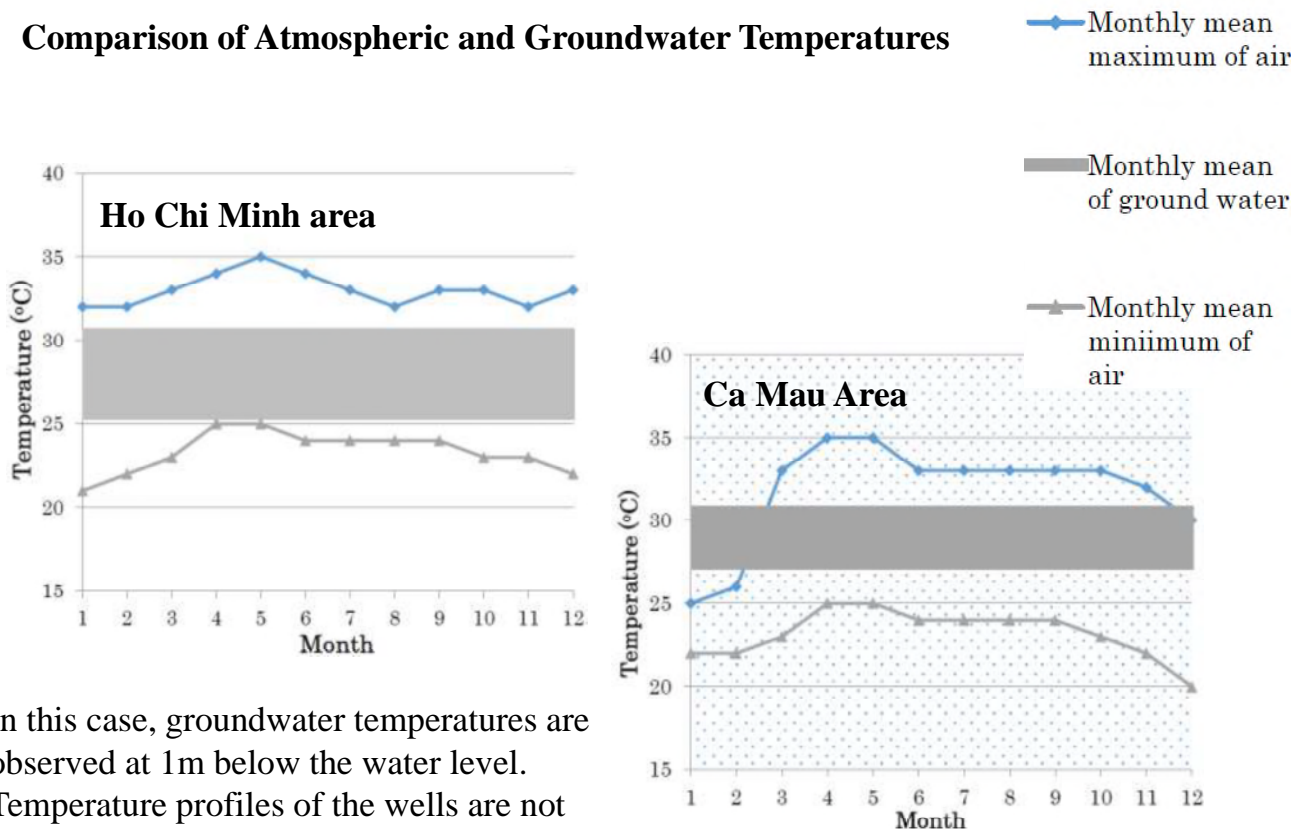 Comparison of Atmospheric and Groundwater Temperatures
Monthly mean
maximum of air
Monthly mean
of ground water
Monthly mean
miniimum of
air
Ho Chi Minh area
Temperature (°C)
40
35
30
25
20
15
1 2 3 4 5 6 7 8 9 10 11 12
Month
Ca Mau Area
Temperature (°C)
40
35
30
25
20
15
1 2 3 4 5 6 7 8 9 10 11 12
Month
n this case, groundwater temperatures are
observed at 1m below the water level.
Temperature profiles of the wells are not